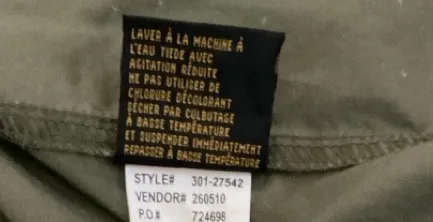 LAVER À LA MACHINE À
L'EAU TIEDE AVEC
AGITATION RÉDUITE
NE PAS UTILISER DE
CHLORURE DÉCOLORANT
SÉCHER PAR CULBUTAGE
À BASSE TEMPÉRATURE
ET SUSPENDRE IMMÉDIATEMENT
REPASSER À BASSE TEMPÉRATURE
STYLE# 301-27542
VENDOR# 260510
P.O.# 724698